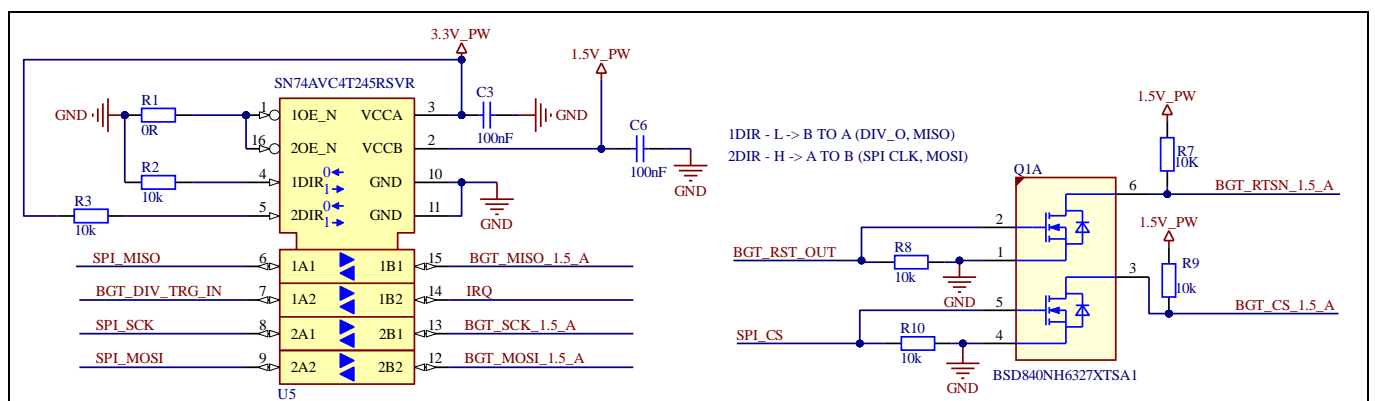 3.3V_PW
1.5V_PW
SN74AVC4T245RSVR
GND
R1
0R
1
1OE_N
VCCA
3
C3
100nF
GND
16
2OE_N
VCCB
2
C6
100nF
GND
R2
10k
4
1DIR
0
1
GND
10
R3
10k
5
2DIR
0
1
GND
11
GND
SPI_MISO
6
1A1
1B1
15
BGT_MISO_1.5_A
BGT_DIV_TRG_IN
7
1A2
1B2
14
IRQ
SPI_SCK
8
2A1
2B1
13
BGT_SCK_1.5_A
SPI_MOSI
9
2A2
2B2
12
BGT_MOSI_1.5_A
U5
1DIR - L -> B TO A (DIV_O, MISO)
2DIR - H -> A TO B (SPI CLK, MOSI)
1.5V_PW
R7
10K
Q1A
6
BGT_RTSN_1.5_A
2
BGT_RST_OUT
R8
10k
1
GND
1.5V_PW
3
R9
10k
BGT_CS_1.5_A
5
SPI_CS
R10
10k
4
GND
BSD840NH6327XTSA1